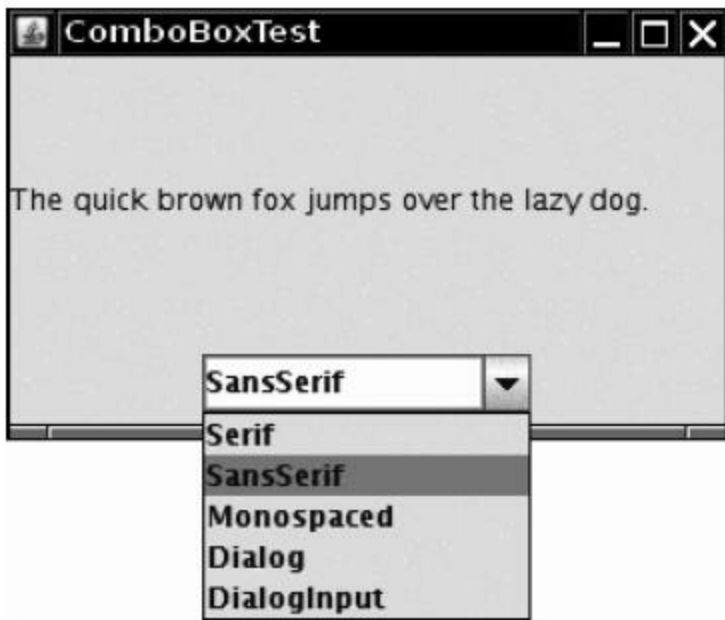 ComboBoxTest
The quick brown fox jumps over the lazy dog.
SansSerif
Serif
SansSerif
Monospaced
Dialog
DialogInput